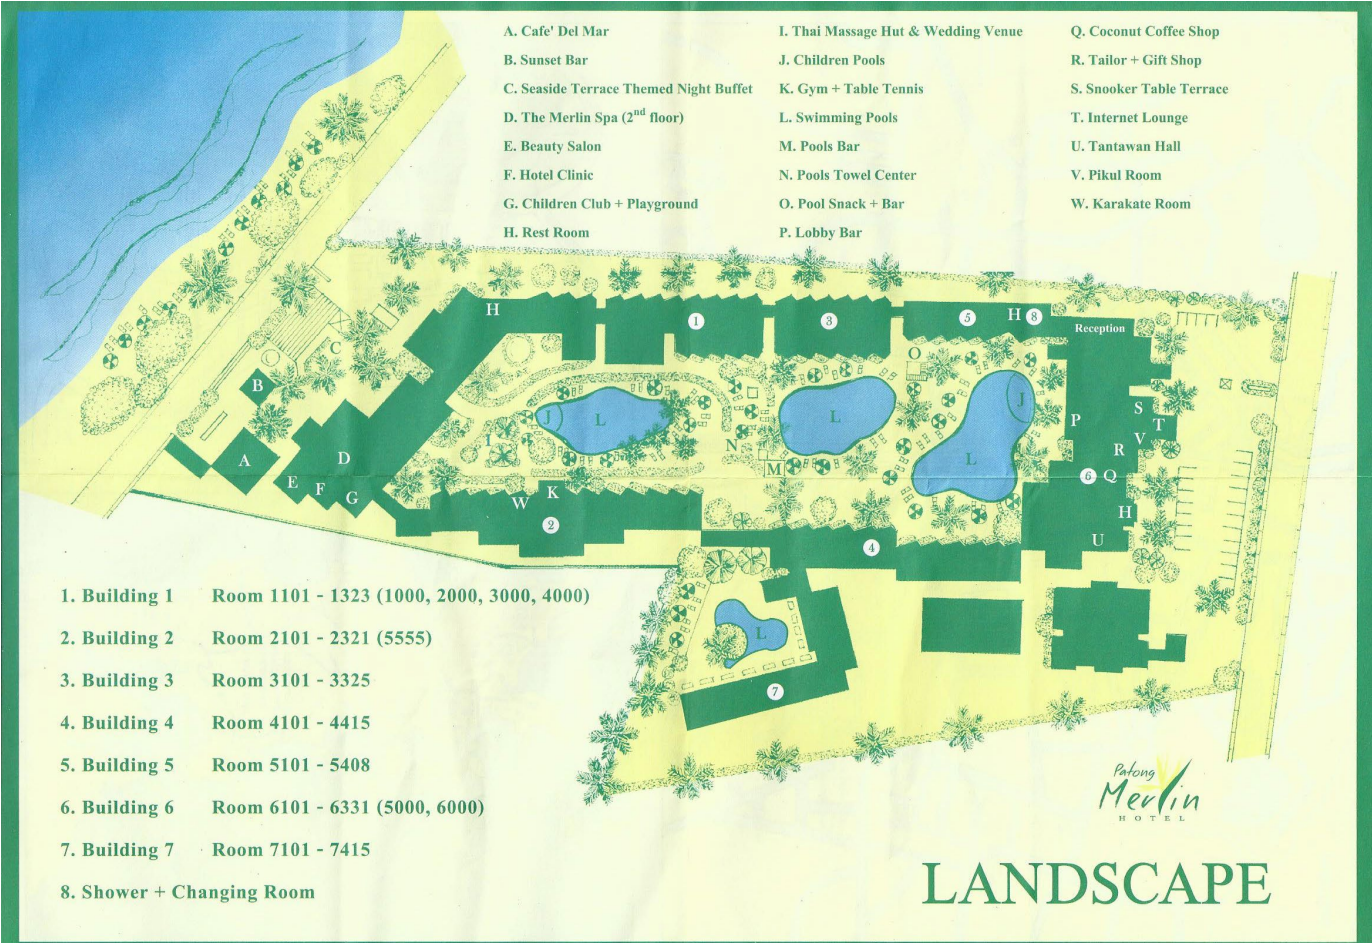 A. Cafe' Del Mar
B. Sunset Bar
C. Seaside Terrace Themed Night Buffet
D. The Merlin Spa (2nd floor)
E. Beauty Salon
F. Hotel Clinic
G. Children Club + Playground
H. Rest Room
I. Thai Massage Hut & Wedding Venue
J. Children Pools
K. Gym + Table Tennis
L. Swimming Pools
M. Pools Bar
N. Pools Towel Center
O. Pool Snack + Bar
P. Lobby Bar
Q. Coconut Coffee Shop
R. Tailor + Gift Shop
S. Snooker Table Terrace
T. Internet Lounge
U. Tantawan Hall
V. Pikul Room
W. Karakate Room
H
1
3
5
H 8
Reception
C
O
B
J
L
L
J
S
P
T
I
N
V
A
D
M
L
R
E
F
G
W
K
6
Q
2
H
4
U
L
7
1. Building 1 Room 1101 - 1323 (1000, 2000, 3000, 4000)
2. Building 2 Room 2101 - 2321 (5555)
3. Building 3 Room 3101 - 3325
4. Building 4 Room 4101 - 4415
5. Building 5 Room 5101 - 5408
6. Building 6 Room 6101 - 6331 (5000, 6000)
7. Building 7 Room 7101 - 7415
8. Shower + Changing Room
Patong
Merlin
HOTEL
LANDSCAPE